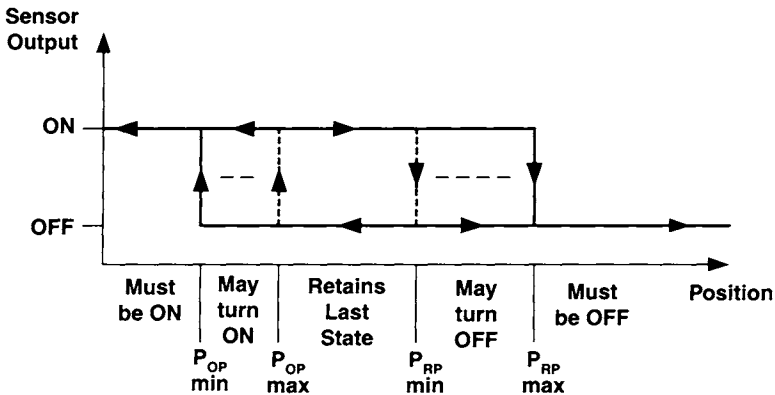 Sensor
Output
ON
OFF
Must
be ON
May
turn
ON
Retains
Last
State
May
turn
OFF
Must
be OFF
Position
P_OP
min
P_OP
max
P_RP
min
P_RP
max